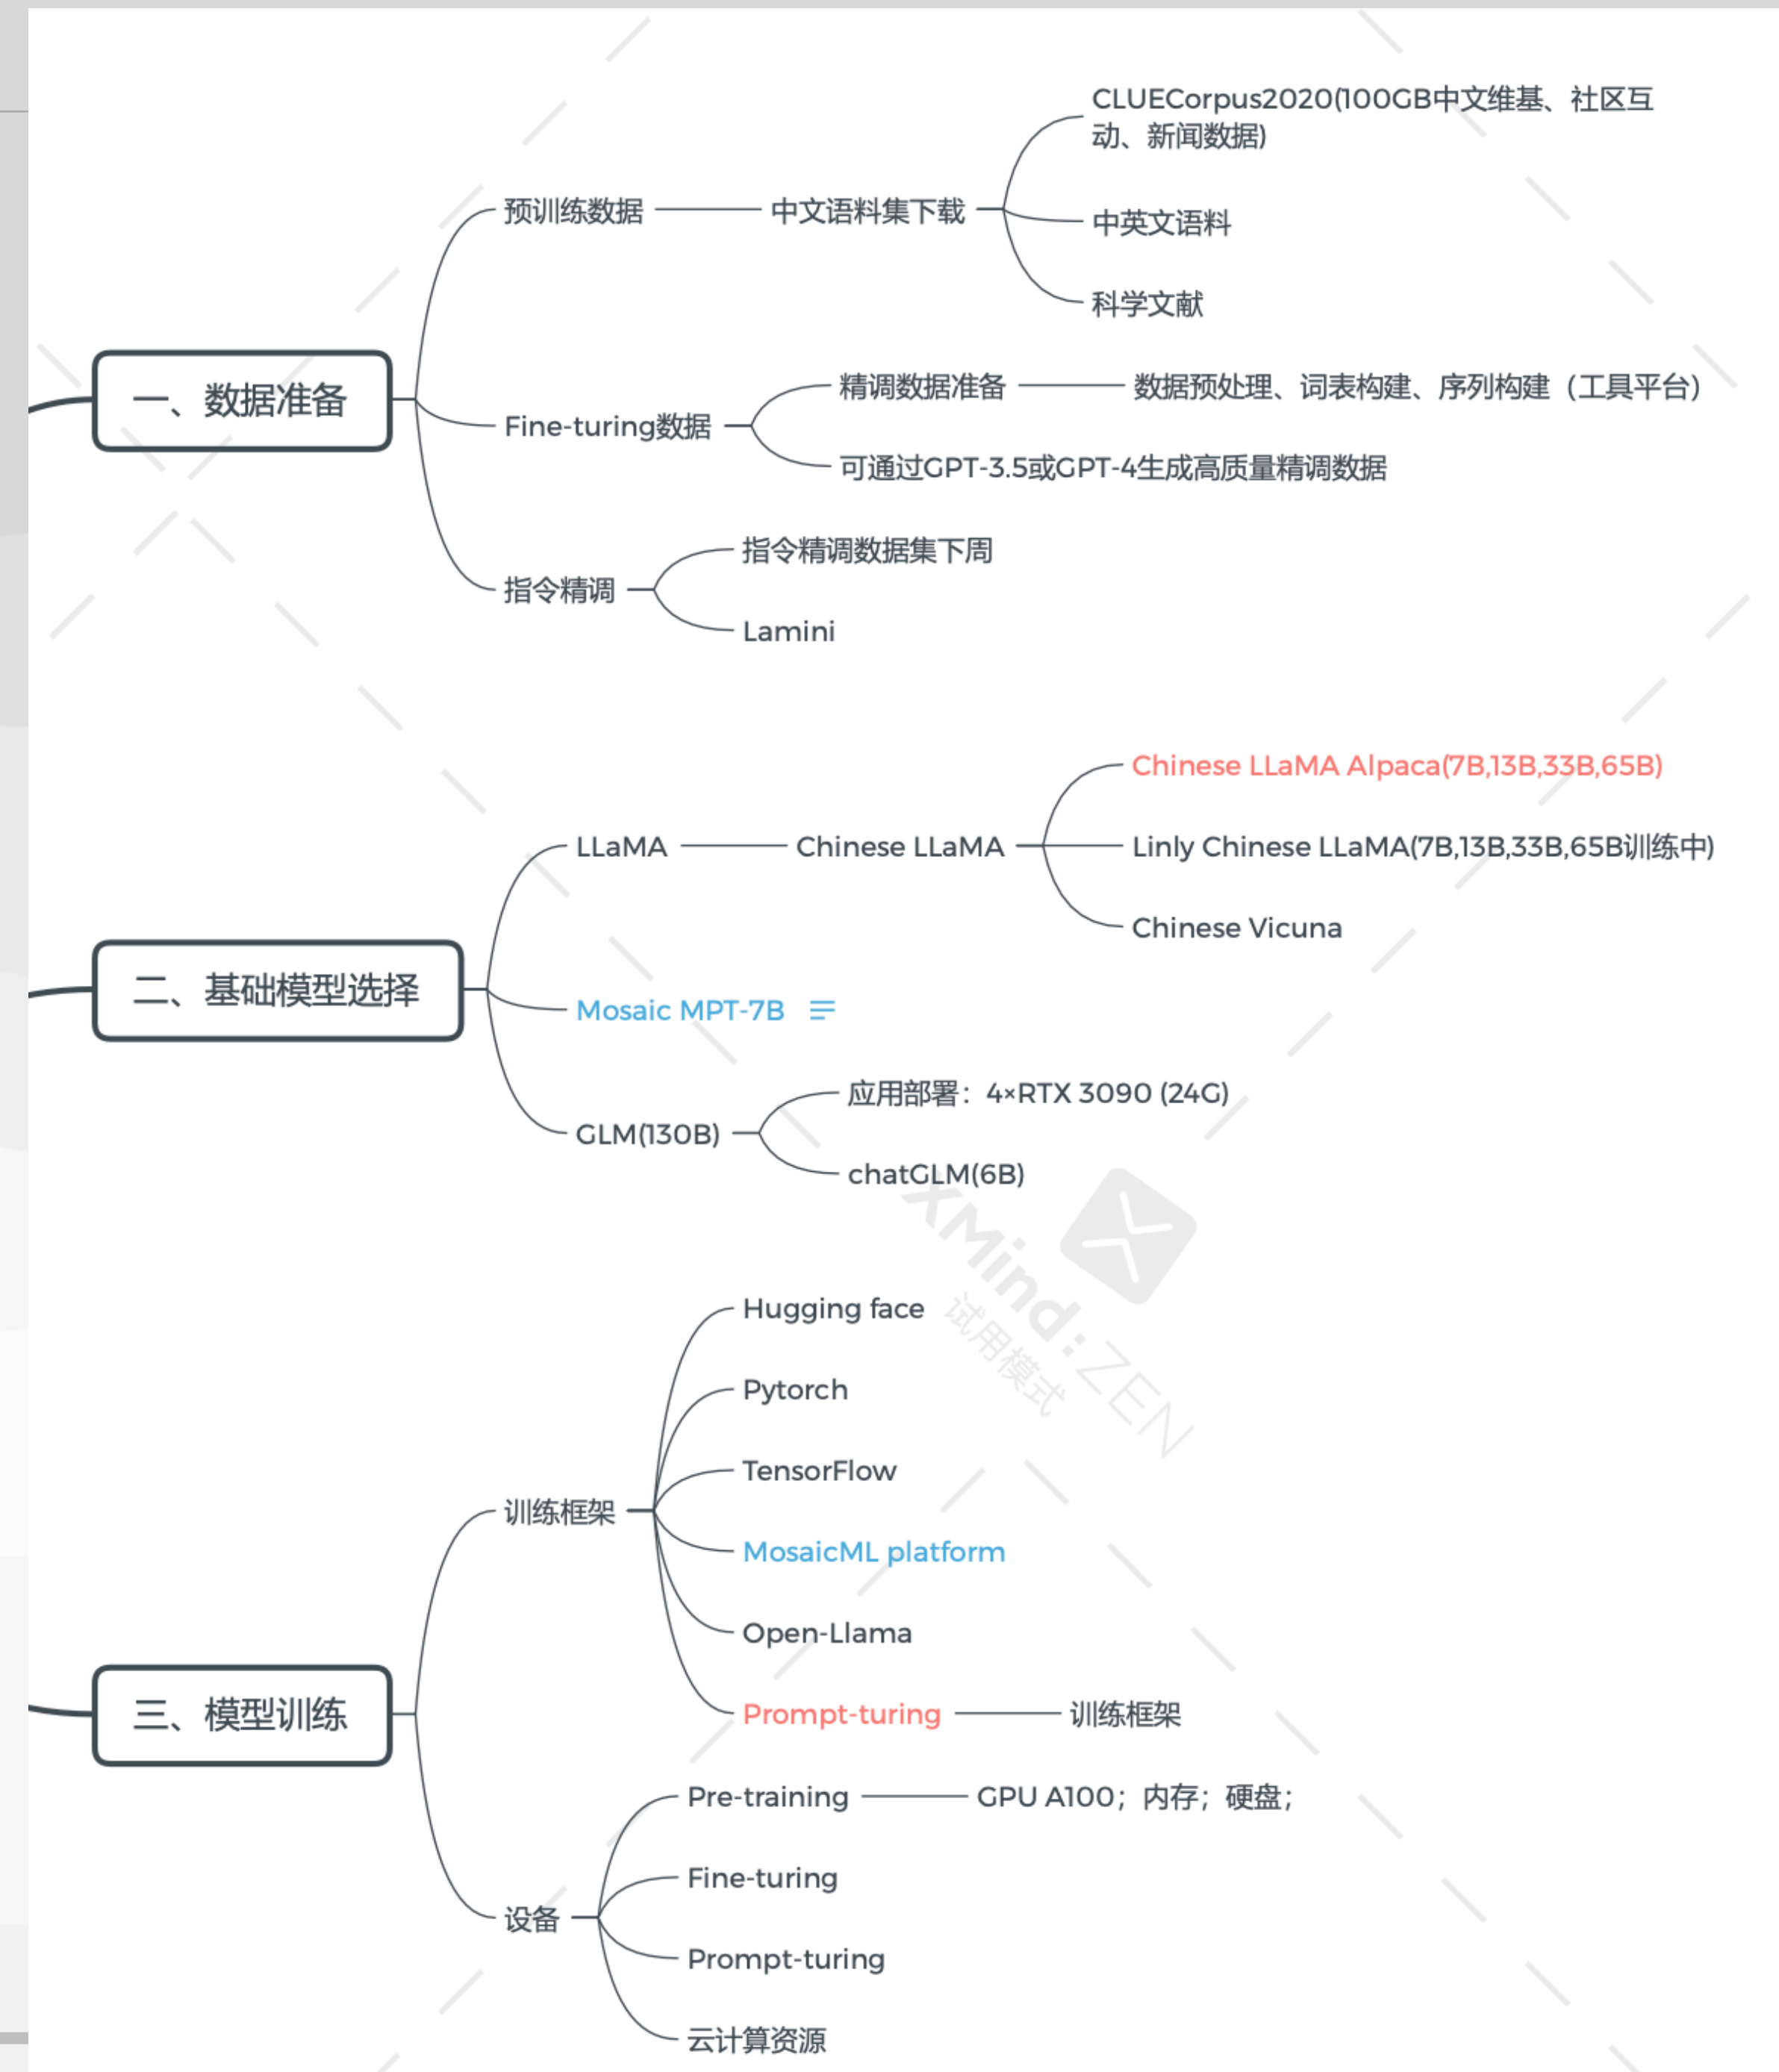 CLUECorpus2020(100GB中文维基、社区互
动、新闻数据)
预训练数据
中文语料集下载
中英文语料
科学文献
一、数据准备
精调数据准备
数据预处理、词表构建、序列构建（工具平台）
Fine-turing数据
可通过GPT-3.5或GPT-4生成高质量精调数据
指令精调数据集下周
指令精调
Lamini
Chinese LLaMA Alpaca(7B,13B,33B,65B)
LLaMA
Chinese LLaMA
Linly Chinese LLaMA(7B,13B,33B,65B训练中)
Chinese Vicuna
二、基础模型选择
Mosaic MPT-7B
应用部署：4×RTX 3090 (24G)
GLM(130B)
chatGLM(6B)
XMind:ZEN
试用模式
Hugging face
Pytorch
TensorFlow
训练框架
MosaicML platform
Open-Llama
三、模型训练
Prompt-turing
训练框架
Pre-training
GPU A100；内存；硬盘；
Fine-turing
设备
Prompt-turing
云计算资源